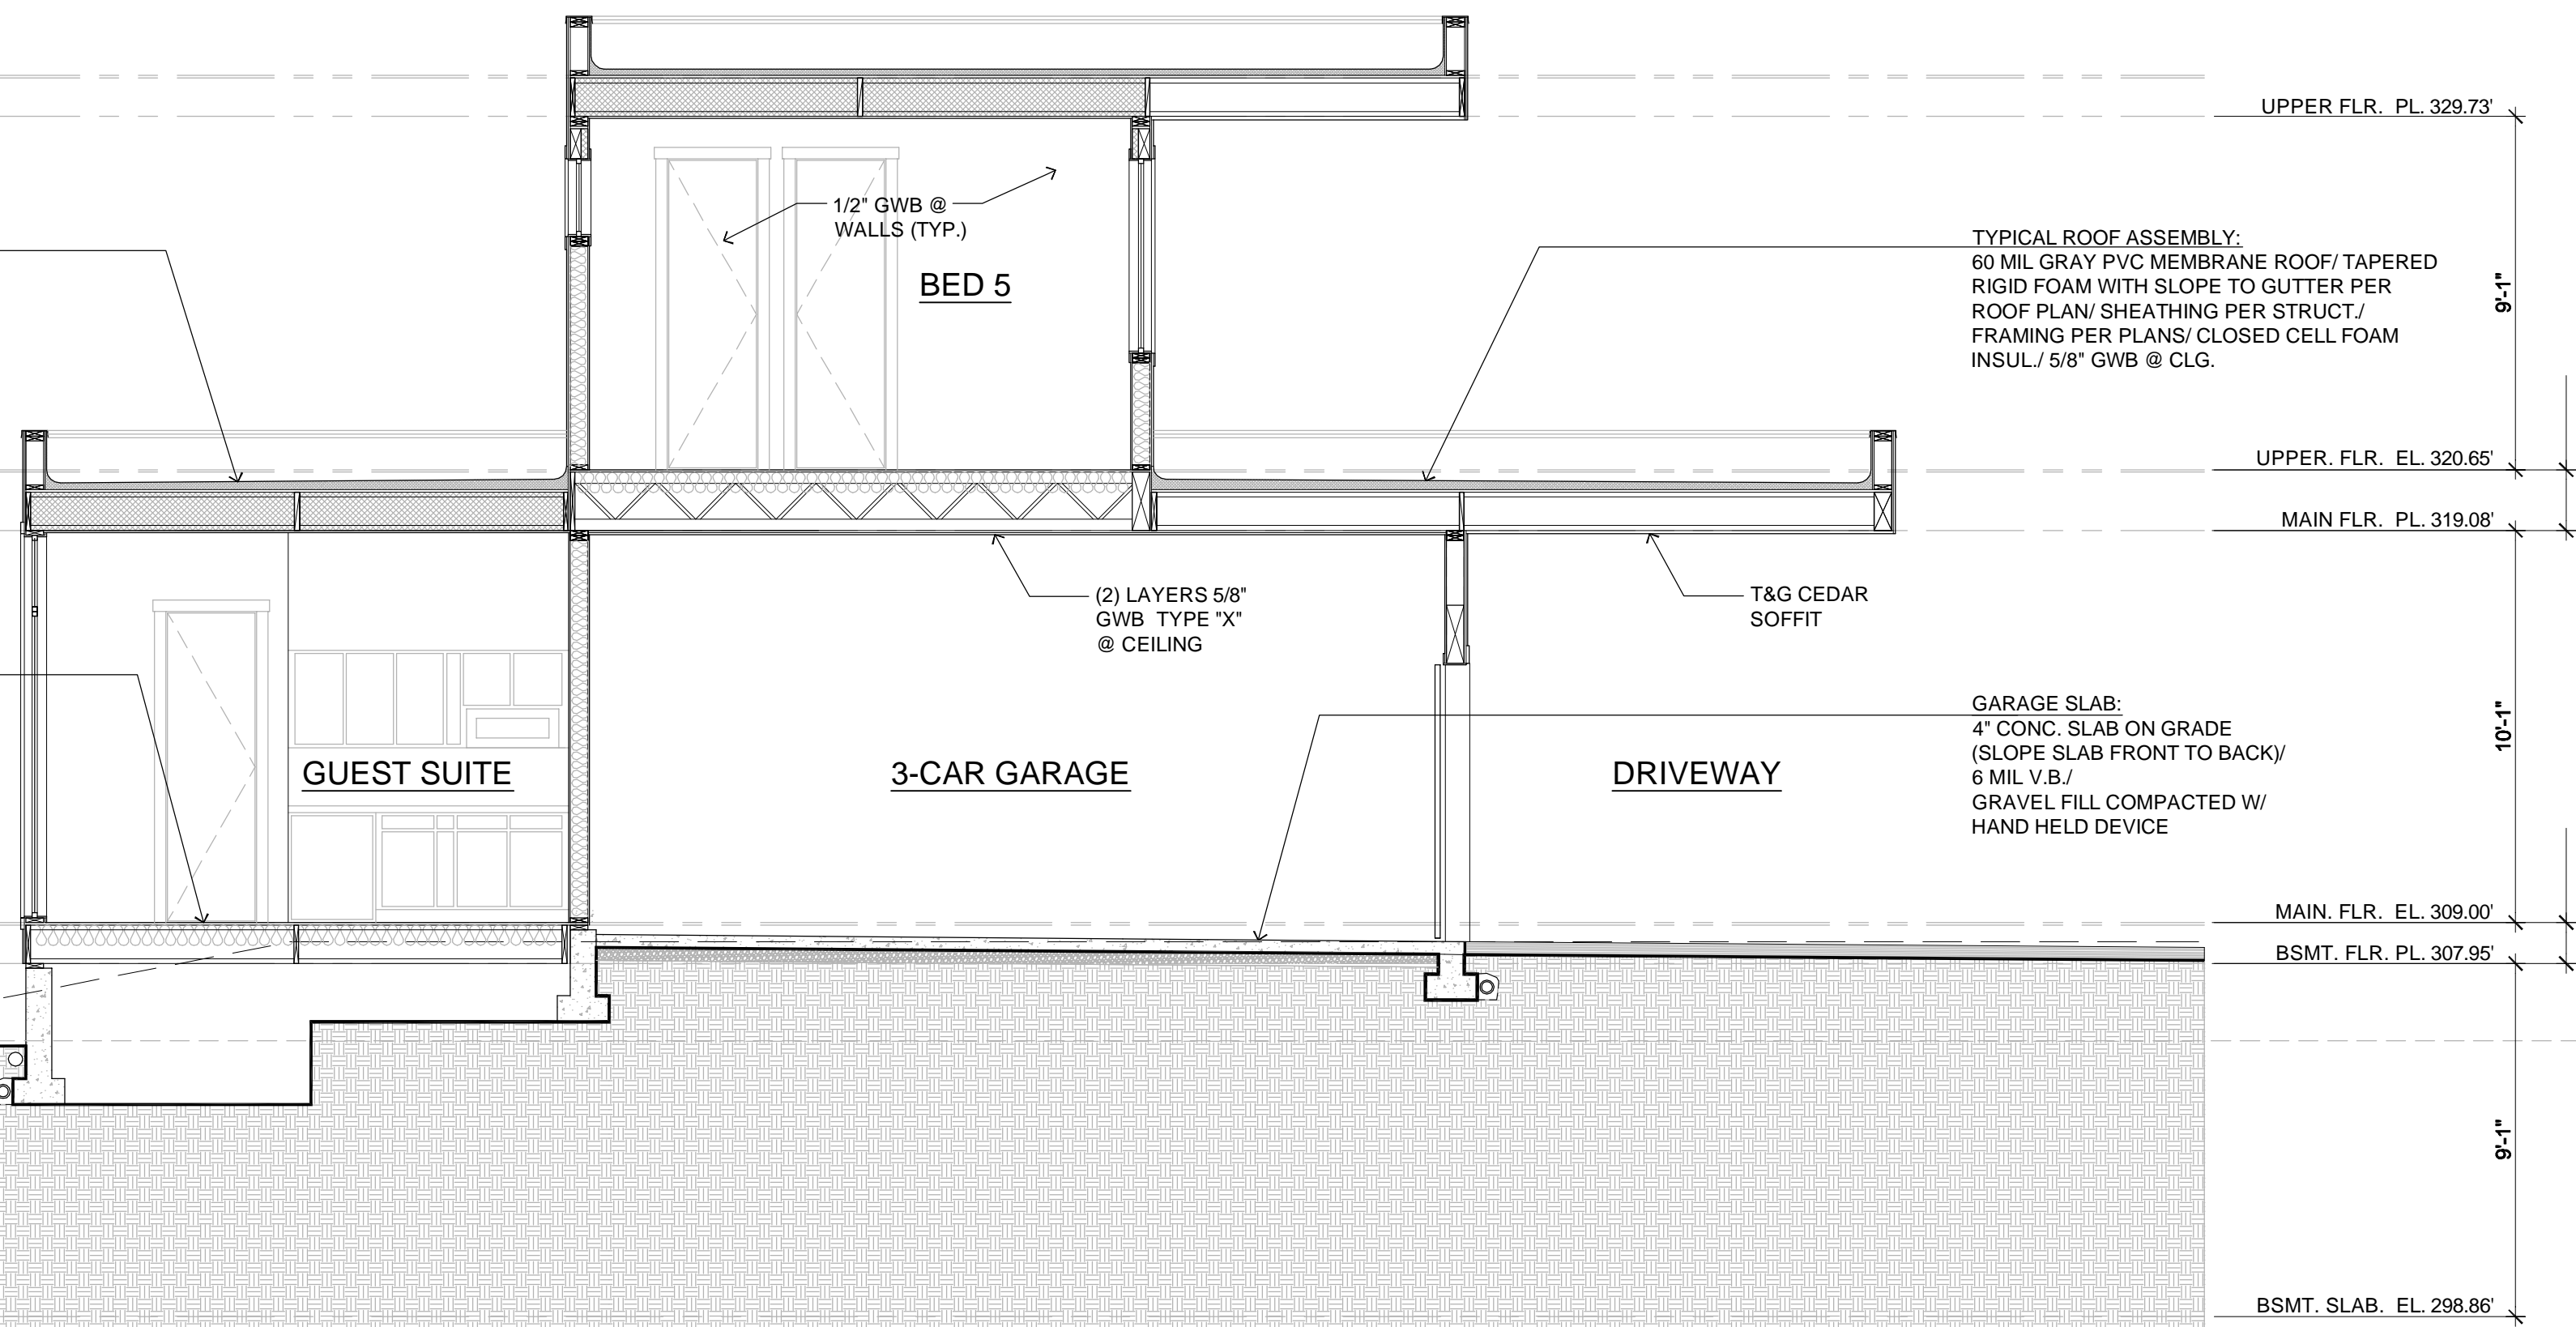 UPPER FLR. PL. 329.73'
1/2" GWB @
WALLS (TYP.)
BED 5
TYPICAL ROOF ASSEMBLY:
60 MIL GRAY PVC MEMBRANE ROOF/ TAPERED
RIGID FOAM WITH SLOPE TO GUTTER PER
ROOF PLAN/ SHEATHING PER STRUCT./
FRAMING PER PLANS/ CLOSED CELL FOAM
INSUL./ 5/8" GWB @ CLG.
9'-1"
UPPER. FLR. EL. 320.65'
MAIN FLR. PL. 319.08'
(2) LAYERS 5/8"
GWB TYPE "X"
@ CEILING
T&G CEDAR
SOFFIT
GUEST SUITE
3-CAR GARAGE
DRIVEWAY
GARAGE SLAB:
4" CONC. SLAB ON GRADE
(SLOPE SLAB FRONT TO BACK)/
6 MIL V.B./
GRAVEL FILL COMPACTED W/
HAND HELD DEVICE
10'-1"
MAIN. FLR. EL. 309.00'
BSMT. FLR. PL. 307.95'
9'-1"
BSMT. SLAB. EL. 298.86'